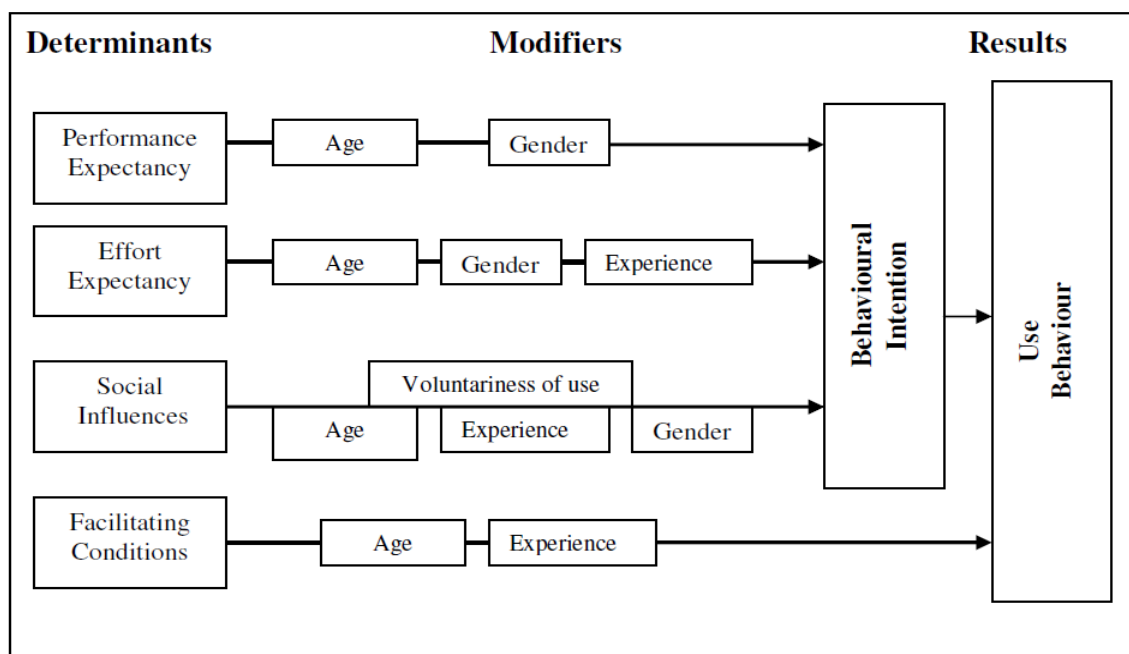 Determinants Modifiers Results
Performance
Expectancy
Age
Gender
Effort
Expectancy
Age
Gender
Experience
Social
Influences
Voluntariness of use
Age
Experience
Gender
Facilitating
Conditions
Age
Experience
Behavioural
Intention
Use
Behaviour